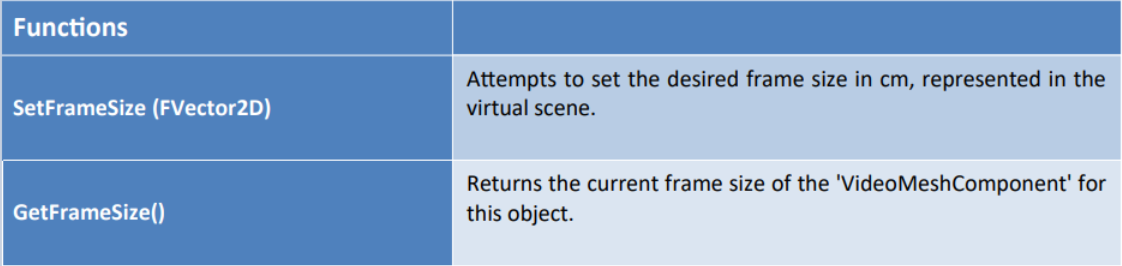 Functions
SetFrameSize (FVector2D)
Attempts to set the desired frame size in cm, represented in the
virtual scene.
GetFrameSize()
Returns the current frame size of the 'VideoMeshComponent' for
this object.